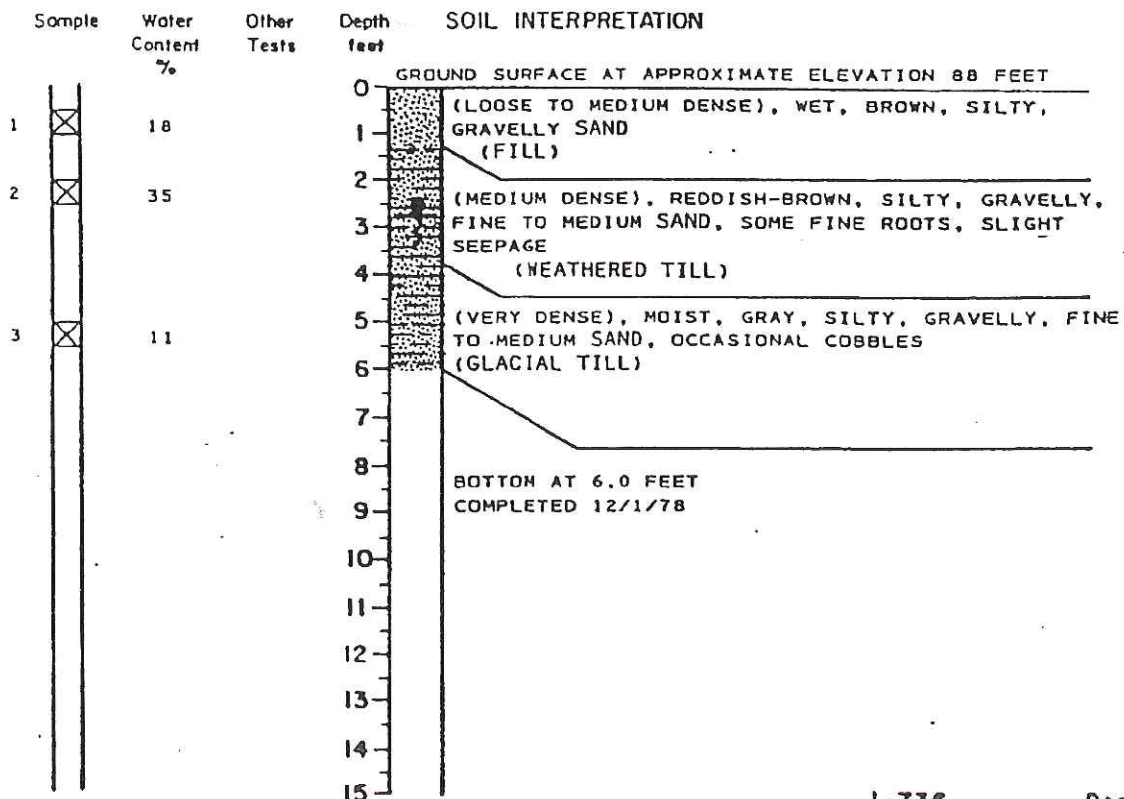 Sample Water Other Depth SOIL INTERPRETATION
Content Tests feet
%
GROUND SURFACE AT APPROXIMATE ELEVATION 88 FEET
0
(LOOSE TO MEDIUM DENSE), WET, BROWN, SILTY,
1 18
1 GRAVELLY SAND
(FILL)
2
2 35 (MEDIUM DENSE), REDDISH-BROWN, SILTY, GRAVELLY,
3 FINE TO MEDIUM SAND, SOME FINE ROOTS, SLIGHT
SEEPAGE
4 (WEATHERED TILL)
5 (VERY DENSE), MOIST, GRAY, SILTY, GRAVELLY, FINE
3 11 TO MEDIUM SAND, OCCASIONAL COBBLES
6 (GLACIAL TILL)
7
8
BOTTOM AT 6.0 FEET
9 COMPLETED 12/1/78
10
11
12
13
14
15